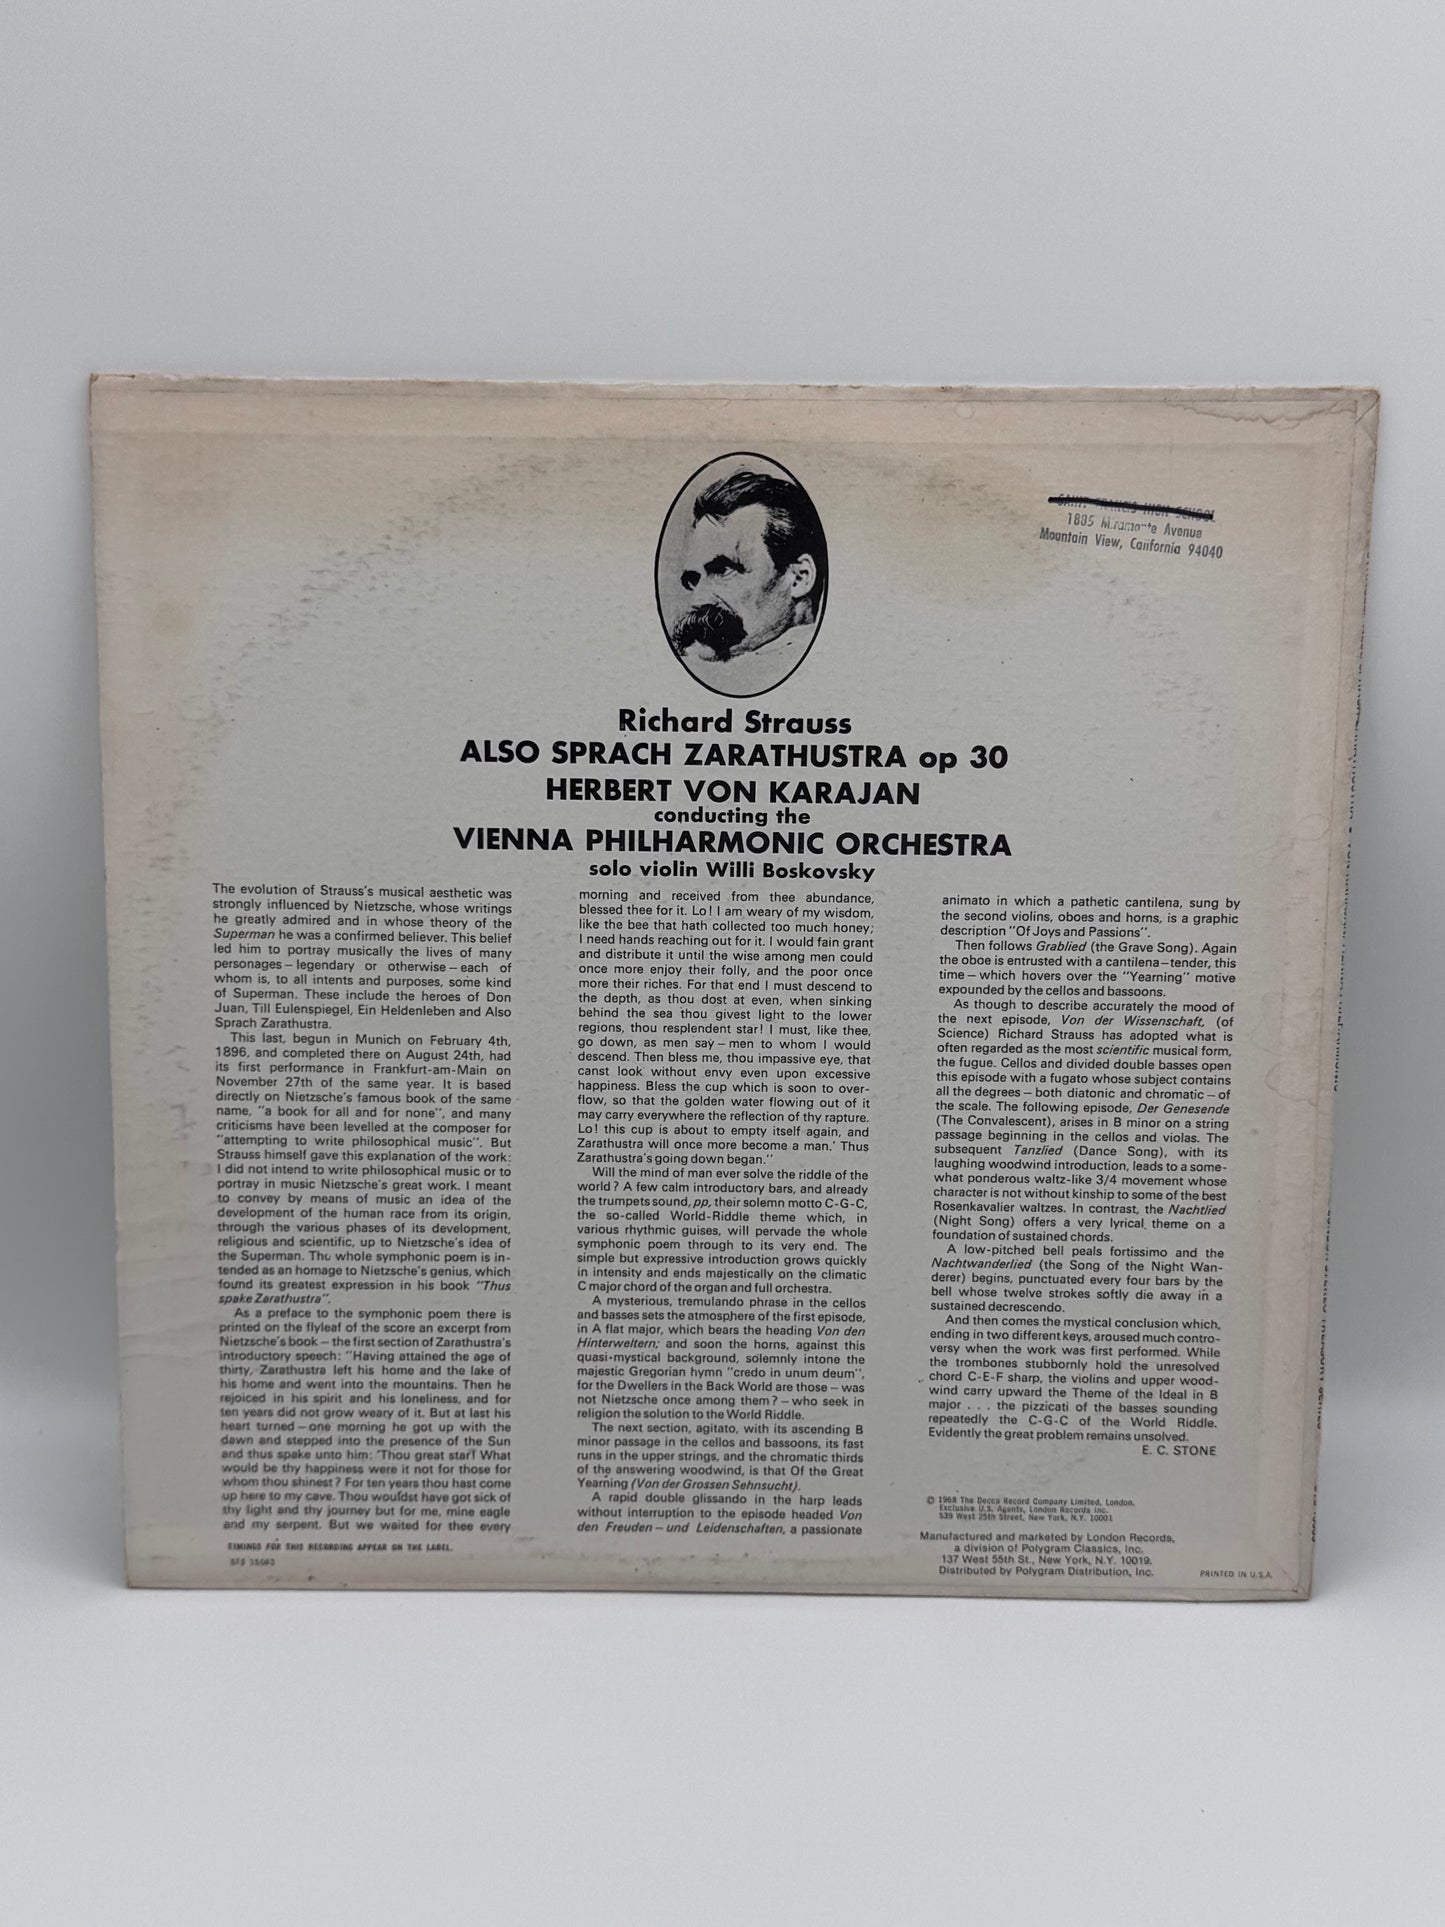 SAINT FRANCIS HIGH SCHOOL
1885 Miramonte Avenue
Mountain View, California 94040
Richard Strauss
ALSO SPRACH ZARATHUSTRA op 30
HERBERT VON KARAJAN
conducting the
VIENNA PHILHARMONIC ORCHESTRA
solo violin Willi Boskovsky
The evolution of Strauss's musical aesthetic was
strongly influenced by Nietzsche, whose writings
he greatly admired and in whose theory of the
Superman he was a confirmed believer. This belief
led him to portray musically the lives of many
personages – legendary or otherwise – each of
whom is, to all intents and purposes, some kind
of Superman. These include the heroes of Don
Juan, Till Eulenspiegel, Ein Heldenleben and Also
Sprach Zarathustra.
This last, begun in Munich on February 4th,
1896, and completed there on August 24th, had
its first performance in Frankfurt-am-Main on
November 27th of the same year. It is based
directly on Nietzsche's famous book of the same
name, "a book for all and for none", and many
criticisms have been levelled at the composer for
"attempting to write philosophical music". But
Strauss himself gave this explanation of the work:
I did not intend to write philosophical music or to
portray in music Nietzsche's great work. I meant
to convey by means of music an idea of the
development of the human race from its origin,
through the various phases of its development,
religious and scientific, up to Nietzsche's idea of
the Superman. The whole symphonic poem is in-
tended as an homage to Nietzsche's genius, which
found its greatest expression in his book "Thus
spake Zarathustra".
As a preface to the symphonic poem there is
printed on the flyleaf of the score an excerpt from
Nietzsche's book – the first section of Zarathustra's
introductory speech: "Having attained the age of
thirty, Zarathustra left his home and the lake of
his home and went into the mountains. Then he
rejoiced in his spirit and his loneliness, and for
ten years did not grow weary of it. But at last his
heart turned – one morning he got up with the
dawn and stepped into the presence of the Sun
and thus spake unto him: 'Thou great star! What
would be thy happiness were it not for those for
whom thou shinest? For ten years thou hast come
up here to my cave. Thou wouldst have got sick of
thy light and thy journey but for me, mine eagle
and my serpent. But we waited for thee every
TIMINGS FOR THIS RECORDING APPEAR ON THE LABEL.
STS 15083
morning and received from thee abundance,
blessed thee for it. Lo! I am weary of my wisdom,
like the bee that hath collected too much honey;
I need hands reaching out for it. I would fain grant
and distribute it until the wise among men could
once more enjoy their folly, and the poor once
more their riches. For that end I must descend to
the depth, as thou dost at even, when sinking
behind the sea thou givest light to the lower
regions, thou resplendent star! I must, like thee,
go down, as men say – men to whom I would
descend. Then bless me, thou impassive eye, that
canst look without envy even upon excessive
happiness. Bless the cup which is soon to over-
flow, so that the golden water flowing out of it
may carry everywhere the reflection of thy rapture.
Lo! this cup is about to empty itself again, and
Zarathustra will once more become a man.' Thus
Zarathustra's going down began."
Will the mind of man ever solve the riddle of the
world? A few calm introductory bars, and already
the trumpets sound, pp, their solemn motto C-G-C,
the so-called World-Riddle theme which, in
various rhythmic guises, will pervade the whole
symphonic poem through to its very end. The
simple but expressive introduction grows quickly
in intensity and ends majestically on the climatic
C major chord of the organ and full orchestra.
A mysterious, tremulando phrase in the cellos
and basses sets the atmosphere of the first episode,
in A flat major, which bears the heading Von den
Hinterweltern; and soon the horns, against this
quasi-mystical background, solemnly intone the
majestic Gregorian hymn "credo in unum deum",
for the Dwellers in the Back World are those – was
not Nietzsche once among them? – who seek in
religion the solution to the World Riddle.
The next section, agitato, with its ascending B
minor passage in the cellos and bassoons, its fast
runs in the upper strings, and the chromatic thirds
of the answering woodwind, is that Of the Great
Yearning (Von der Grossen Sehnsucht).
A rapid double glissando in the harp leads
without interruption to the episode headed Von
den Freuden – und Leidenschaften, a passionate
animato in which a pathetic cantilena, sung by
the second violins, oboes and horns, is a graphic
description "Of Joys and Passions".
Then follows Grablied (the Grave Song). Again
the oboe is entrusted with a cantilena – tender, this
time – which hovers over the "Yearning" motive
expounded by the cellos and bassoons.
As though to describe accurately the mood of
the next episode, Von der Wissenschaft, (of
Science) Richard Strauss has adopted what is
often regarded as the most scientific musical form,
the fugue. Cellos and divided double basses open
this episode with a fugato whose subject contains
all the degrees – both diatonic and chromatic – of
the scale. The following episode, Der Genesende
(The Convalescent), arises in B minor on a string
passage beginning in the cellos and violas. The
subsequent Tanzlied (Dance Song), with its
laughing woodwind introduction, leads to a some-
what ponderous waltz-like 3/4 movement whose
character is not without kinship to some of the best
Rosenkavalier waltzes. In contrast, the Nachtlied
(Night Song) offers a very lyrical theme on a
foundation of sustained chords.
A low-pitched bell peals fortissimo and the
Nachtwanderlied (the Song of the Night Wan-
derer) begins, punctuated every four bars by the
bell whose twelve strokes softly die away in a
sustained decrescendo.
And then comes the mystical conclusion which,
ending in two different keys, aroused much contro-
versy when the work was first performed. While
the trombones stubbornly hold the unresolved
chord C-E-F sharp, the violins and upper wood-
wind carry upward the Theme of the Ideal in B
major . . . the pizzicati of the basses sounding
repeatedly the C-G-C of the World Riddle.
Evidently the great problem remains unsolved.
E. C. STONE
© 1968 The Decca Record Company Limited, London.
Exclusive U.S. Agents, London Records Inc.
539 West 25th Street, New York, N.Y. 10001
Manufactured and marketed by London Records,
a division of Polygram Classics, Inc.
137 West 55th St., New York, N.Y. 10019.
Distributed by Polygram Distribution, Inc.
PRINTED IN U.S.A.